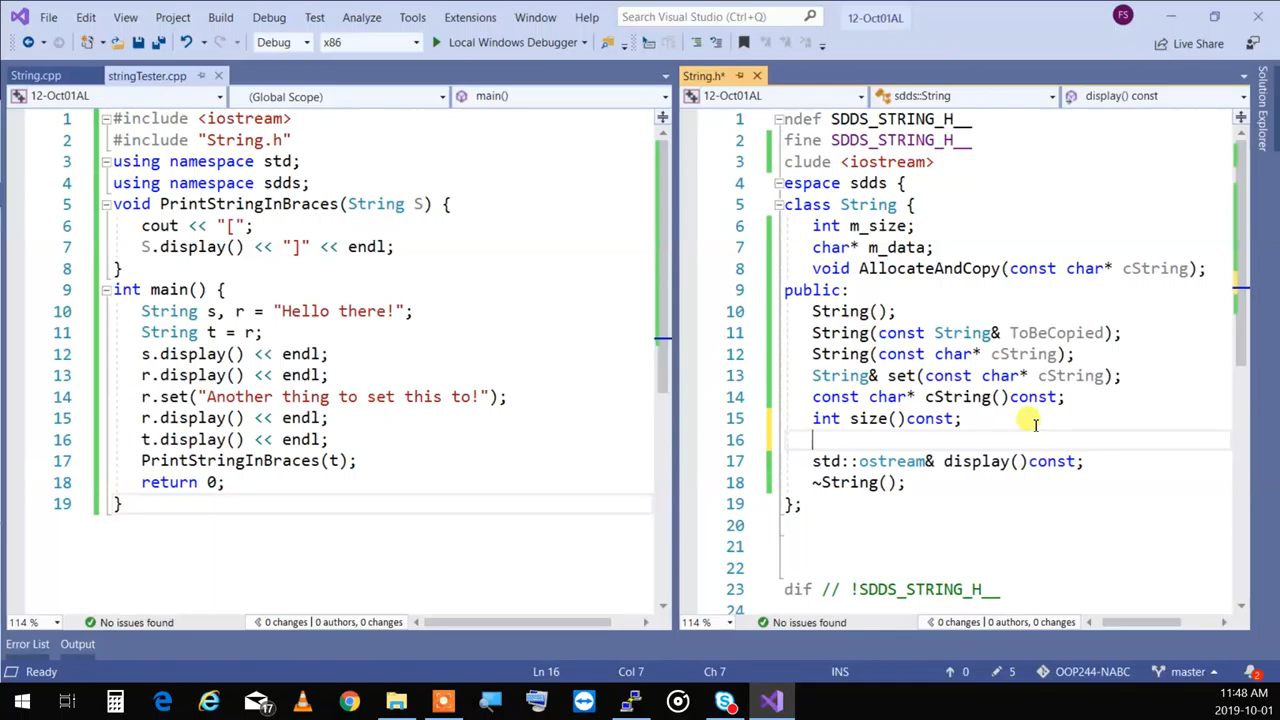 File Edit View Project Build Debug Test Analyze Tools Extensions Window Help Search Visual Studio (Ctrl+Q) 12-Oct01AL FS
Debug x86 Local Windows Debugger Live Share
String.cpp stringTester.cpp String.h*
12-Oct01AL (Global Scope) main() 12-Oct01AL sdds::String display() const
Solution Explorer
1 #include <iostream>
2 #include "String.h"
3 using namespace std;
4 using namespace sdds;
5 void PrintStringInBraces(String S) {
6 cout << "[";
7 S.display() << "]" << endl;
8 }
9 int main() {
10 String s, r = "Hello there!";
11 String t = r;
12 s.display() << endl;
13 r.display() << endl;
14 r.set("Another thing to set this to!");
15 r.display() << endl;
16 t.display() << endl;
17 PrintStringInBraces(t);
18 return 0;
19 }
1 ndef SDDS_STRING_H__
2 fine SDDS_STRING_H__
3 clude <iostream>
4 espace sdds {
5 class String {
6 int m_size;
7 char* m_data;
8 void AllocateAndCopy(const char* cString);
9 public:
10 String();
11 String(const String& ToBeCopied);
12 String(const char* cString);
13 String& set(const char* cString);
14 const char* cString()const;
15 int size()const;
16
17 std::ostream& display()const;
18 ~String();
19 };
20
21
22
23 dif // !SDDS_STRING_H__
24
114 % No issues found 0 changes | 0 authors, 0 changes 114 % No issues found 0 changes | 0 authors, 0 changes
Error List Output
Ready Ln 16 Col 7 Ch 7 INS 0 5 OOP244-NABC master 2
17
11:48 AM
2019-10-01